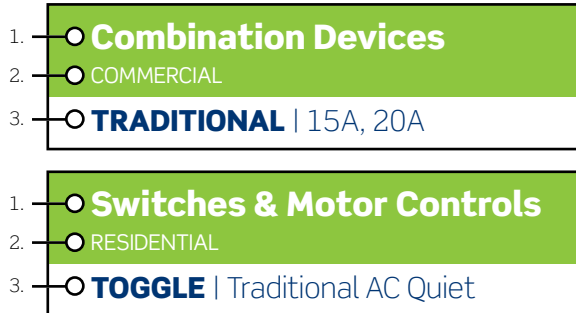 1. Combination Devices
2. COMMERCIAL
3. TRADITIONAL | 15A, 20A
1. Switches & Motor Controls
2. RESIDENTIAL
3. TOGGLE | Traditional AC Quiet